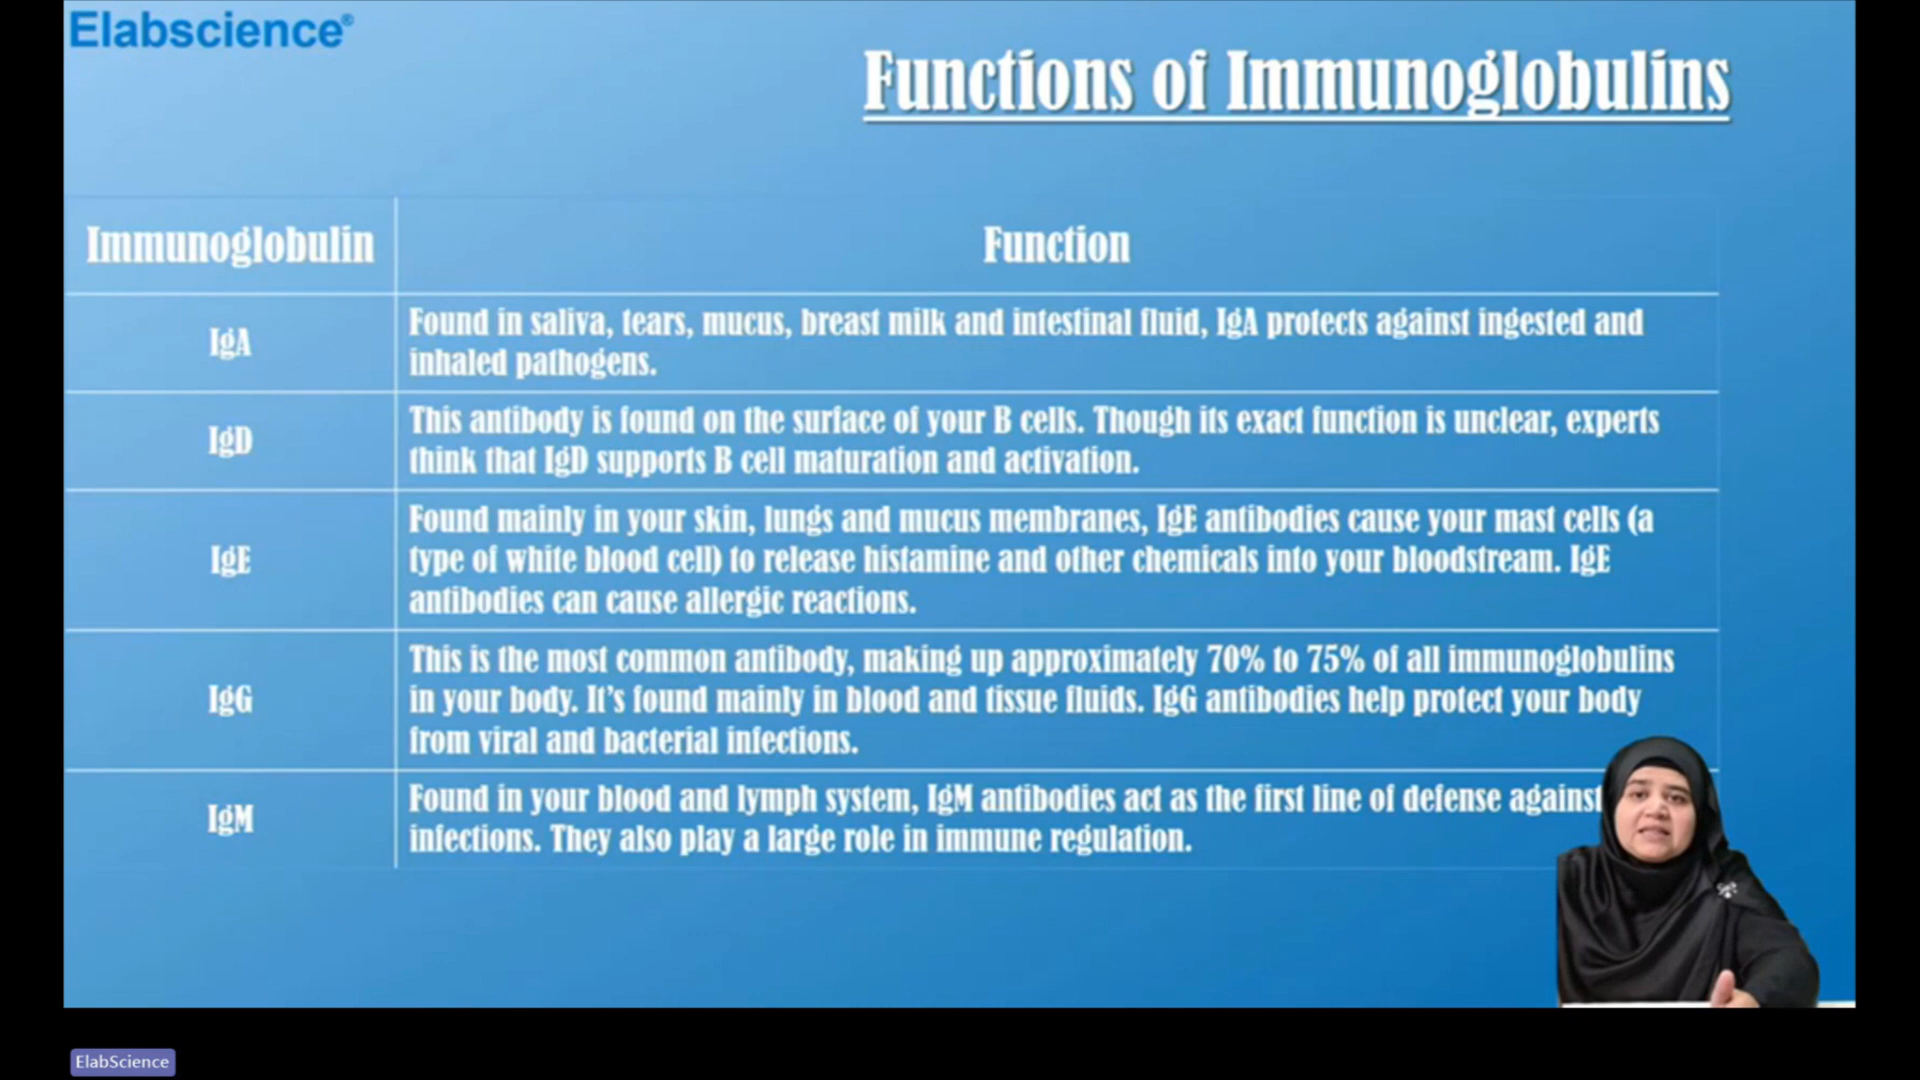 Elabscience®
Functions of Immunoglobulins
Immunoglobulin
Function
IgA
Found in saliva, tears, mucus, breast milk and intestinal fluid, IgA protects against ingested and
inhaled pathogens.
IgD
This antibody is found on the surface of your B cells. Though its exact function is unclear, experts
think that IgD supports B cell maturation and activation.
IgE
Found mainly in your skin, lungs and mucus membranes, IgE antibodies cause your mast cells (a
type of white blood cell) to release histamine and other chemicals into your bloodstream. IgE
antibodies can cause allergic reactions.
IgG
This is the most common antibody, making up approximately 70% to 75% of all immunoglobulins
in your body. It’s found mainly in blood and tissue fluids. IgG antibodies help protect your body
from viral and bacterial infections.
IgM
Found in your blood and lymph system, IgM antibodies act as the first line of defense against
infections. They also play a large role in immune regulation.
ElabScience